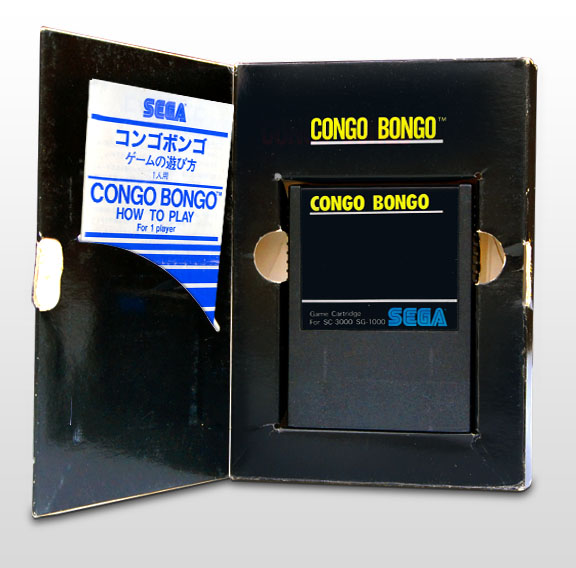 SEGA
コンゴボンゴ
ゲームの遊び方
1人用
CONGO BONGO™
HOW TO PLAY
For 1 player
CONGO BONGO™
CONGO BONGO
Game Cartridge
For SC-3000 SG-1000
SEGA